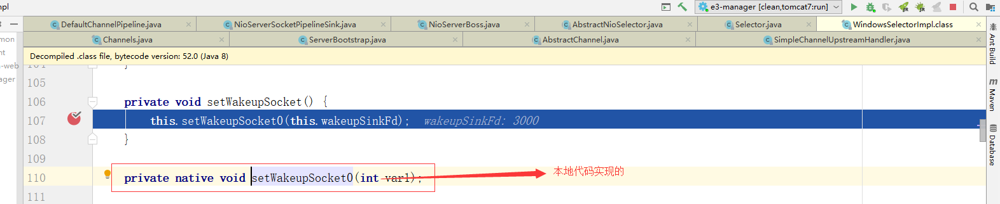 mpl
e3-manager [clean,tomcat7:run]
DefaultChannelPipeline.java
NioServerSocketPipelineSink.java
NioServerBoss.java
AbstractNioSelector.java
Selector.java
WindowsSelectorImpl.class
Channels.java
ServerBootstrap.java
AbstractChannel.java
SimpleChannelUpstreamHandler.java
mmon
nt
-web
ager
Decompiled .class file, bytecode version: 52.0 (Java 8)
104 }
105
106 private void setWakeupSocket() {
107 this.setWakeupSocket0(this.wakeupSinkFd); wakeupSinkFd: 3000
108 }
109
110 private native void setWakeupSocket0(int var1);
本地代码实现的
111
Ant Build
Maven
Database